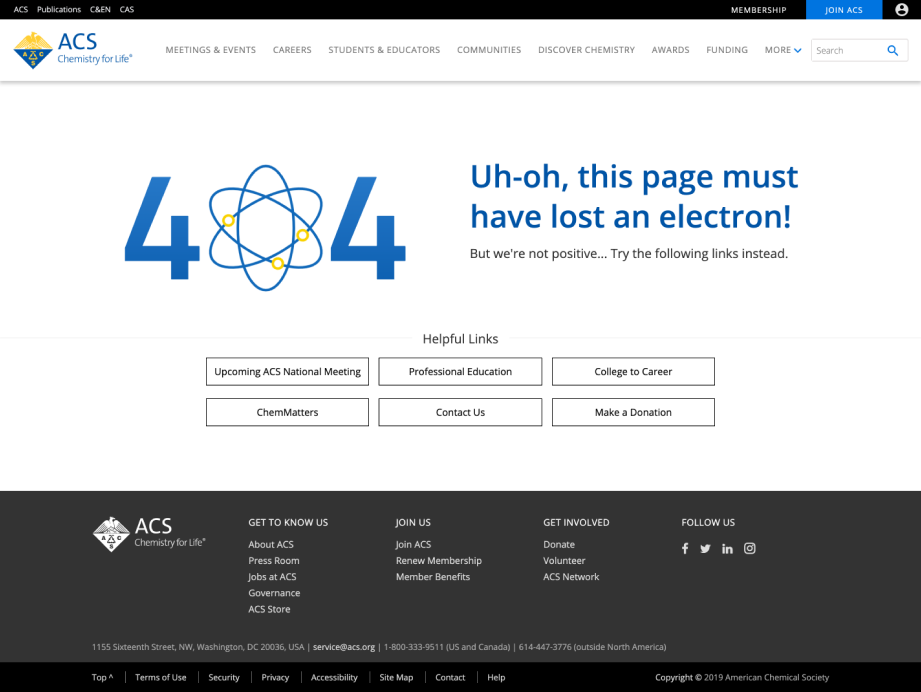 ACS Publications C&EN CAS MEMBERSHIP JOIN ACS
ACS
Chemistry for Life®
A C S
MEETINGS & EVENTS CAREERS STUDENTS & EDUCATORS COMMUNITIES DISCOVER CHEMISTRY AWARDS FUNDING MORE Search
4 4
Uh-oh, this page must
have lost an electron!
But we're not positive... Try the following links instead.
Helpful Links
Upcoming ACS National Meeting Professional Education College to Career
ChemMatters Contact Us Make a Donation
ACS
Chemistry for Life®
A C S
GET TO KNOW US JOIN US GET INVOLVED FOLLOW US
About ACS Join ACS Donate
Press Room Renew Membership Volunteer
Jobs at ACS Member Benefits ACS Network
Governance
ACS Store
1155 Sixteenth Street, NW, Washington, DC 20036, USA | service@acs.org | 1-800-333-9511 (US and Canada) | 614-447-3776 (outside North America)
Top ^ | Terms of Use | Security | Privacy | Accessibility | Site Map | Contact | Help Copyright © 2019 American Chemical Society